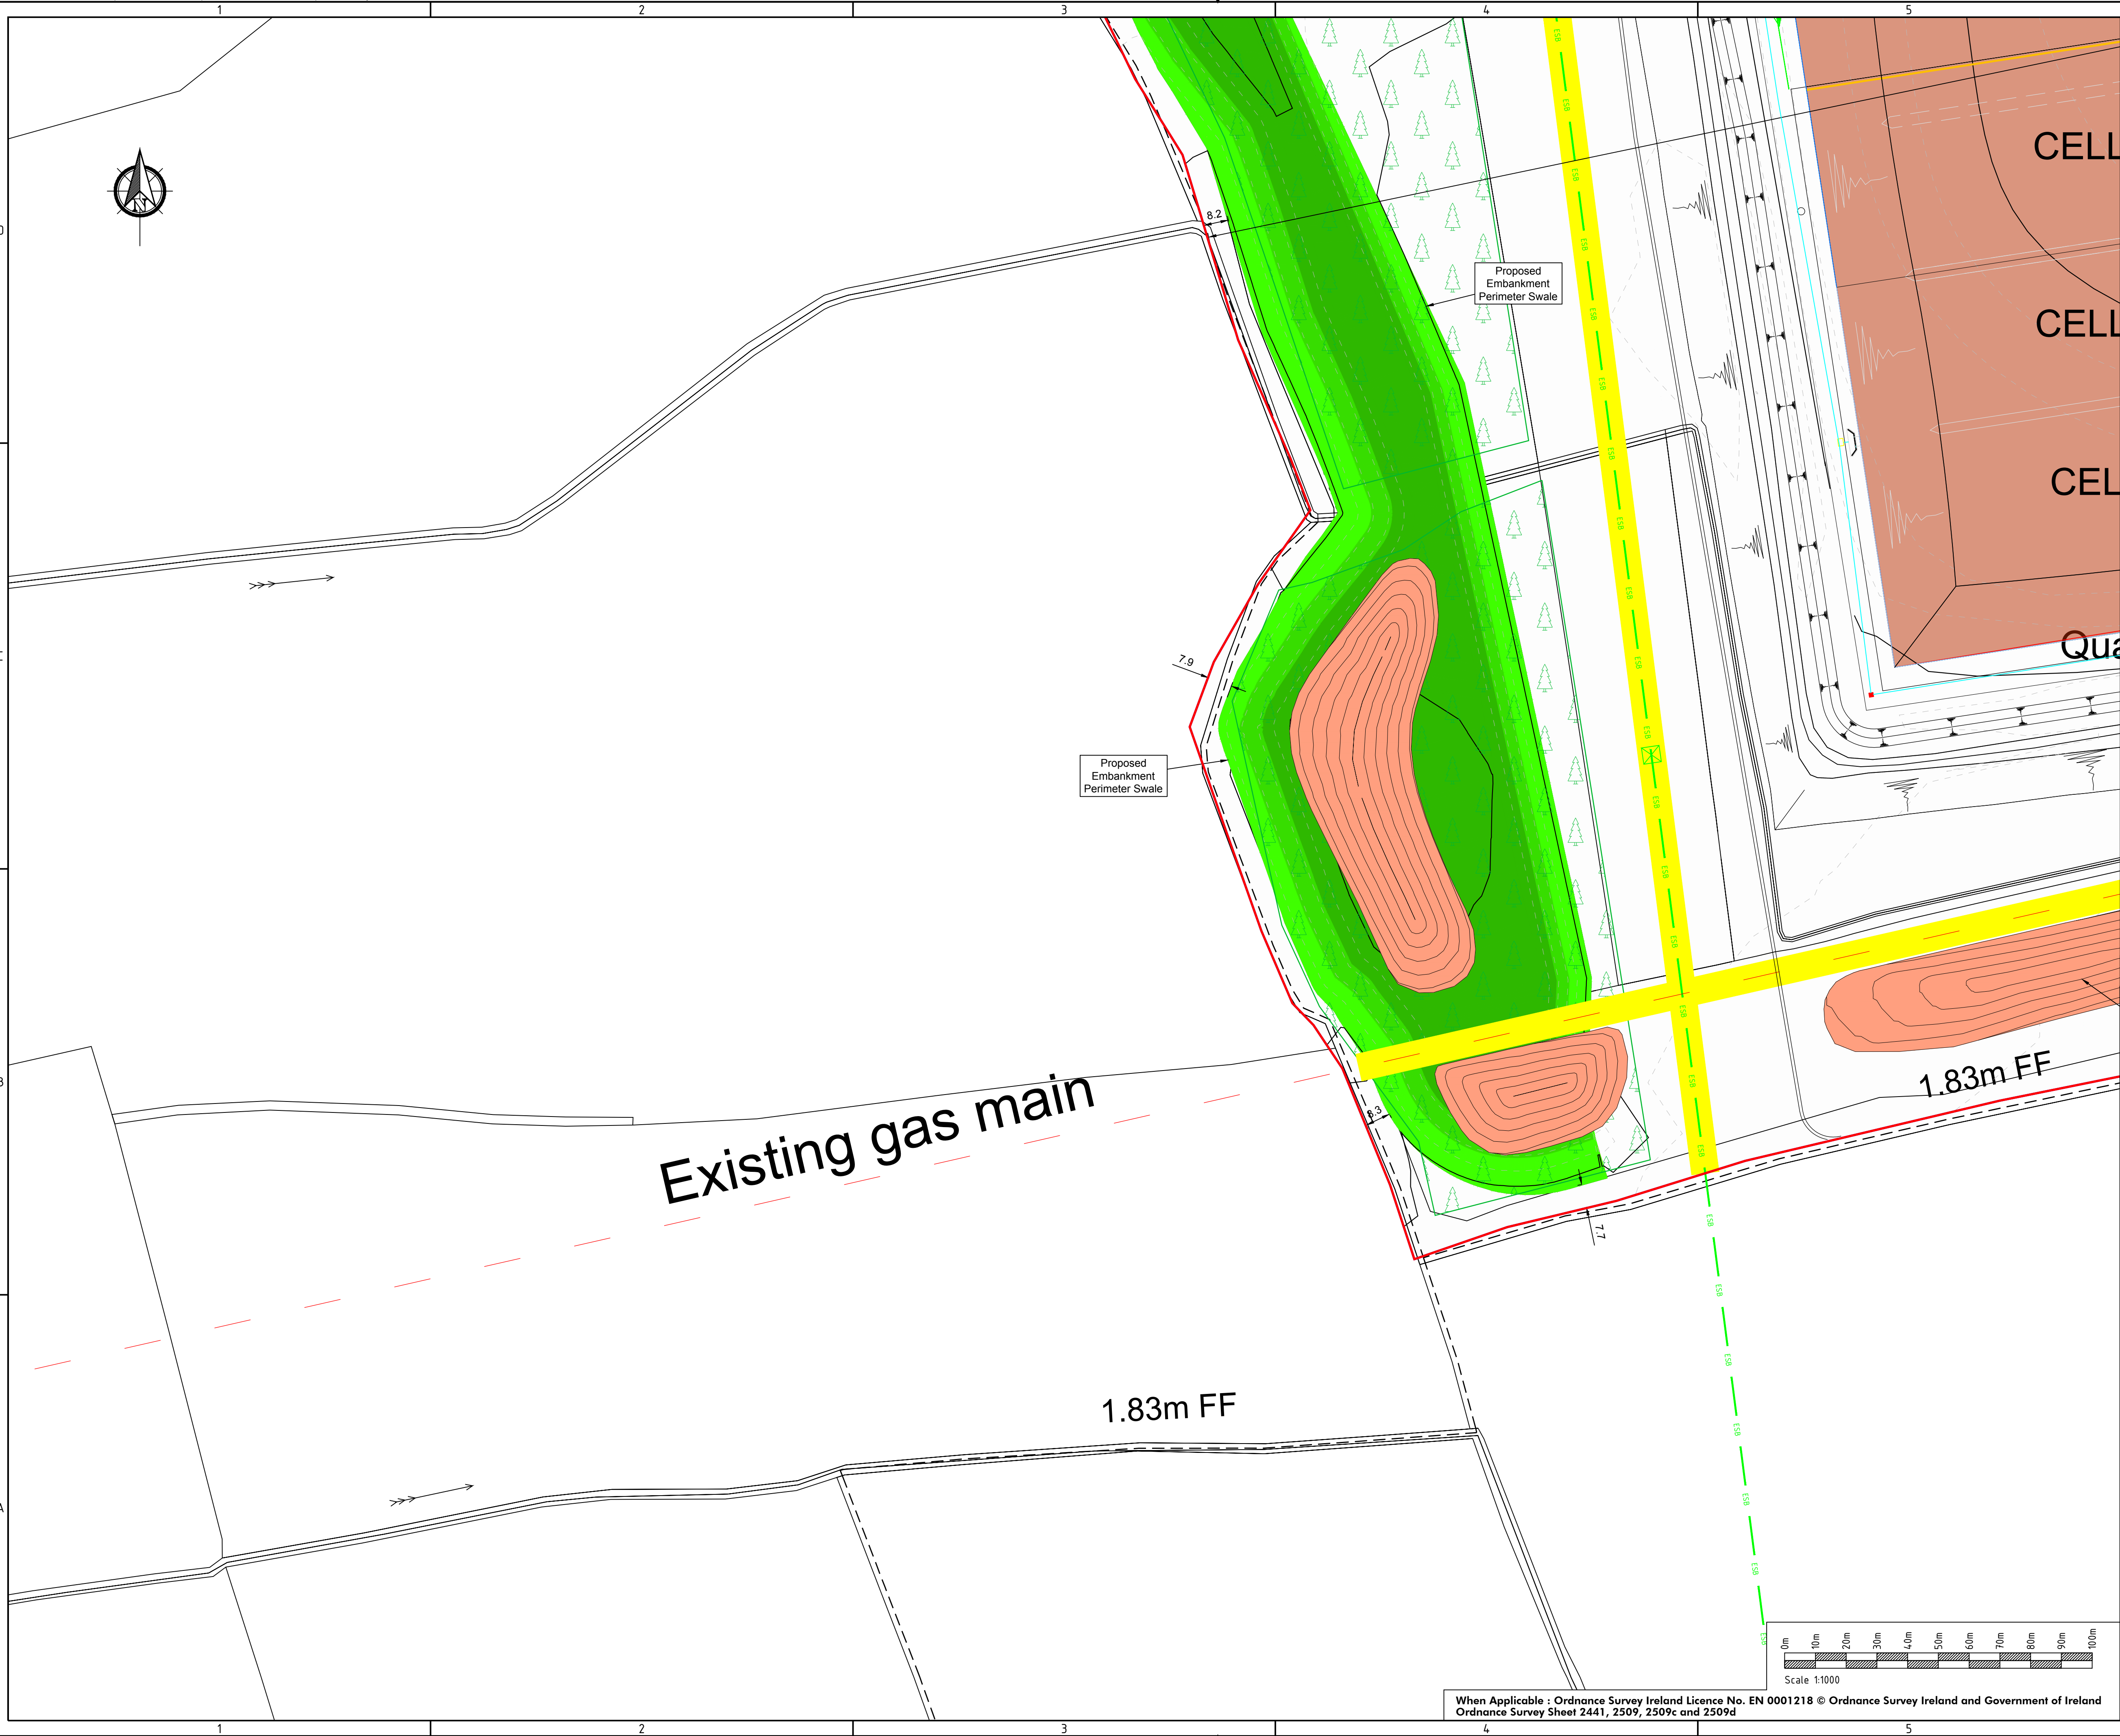 1
2
3
4
5
N
8.2
CELL
Proposed
Embankment
Perimeter Swale
CELL
CEL
Qua
7.9
Proposed
Embankment
Perimeter Swale
ESB
1.83m FF
Existing gas main
8.3
7.7
1.83m FF
A
0m 10m 20m 30m 40m 50m 60m 70m 80m 90m 100m
Scale 1:1000
When Applicable : Ordnance Survey Ireland Licence No. EN 0001218 © Ordnance Survey Ireland and Government of Ireland
Ordnance Survey Sheet 2441, 2509, 2509c and 2509d
1
2
3
4
5